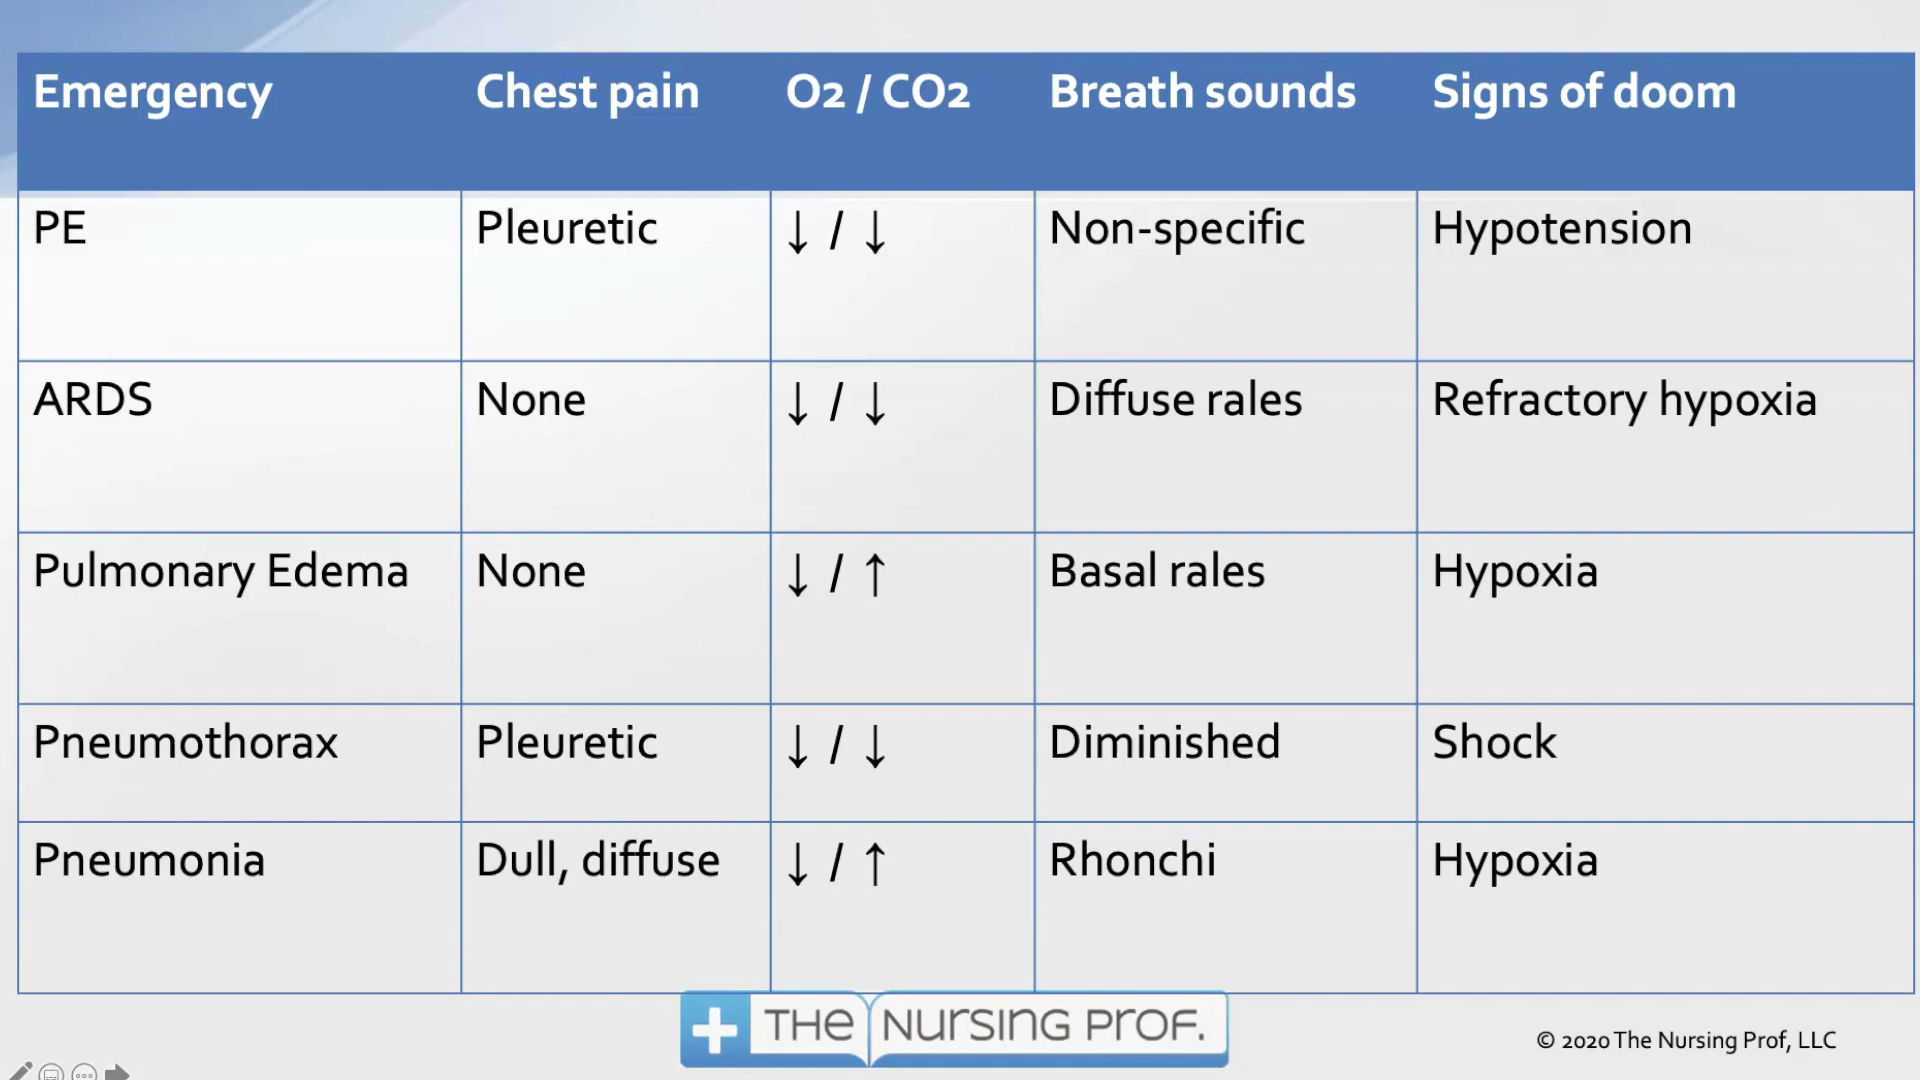 Emergency Chest pain O2 / CO2 Breath sounds Signs of doom
PE Pleuretic ↓ / ↓ Non-specific Hypotension
ARDS None ↓ / ↓ Diffuse rales Refractory hypoxia
Pulmonary Edema None ↓ / ↑ Basal rales Hypoxia
Pneumothorax Pleuretic ↓ / ↓ Diminished Shock
Pneumonia Dull, diffuse ↓ / ↑ Rhonchi Hypoxia
THE NURSING PROF.
© 2020 The Nursing Prof, LLC